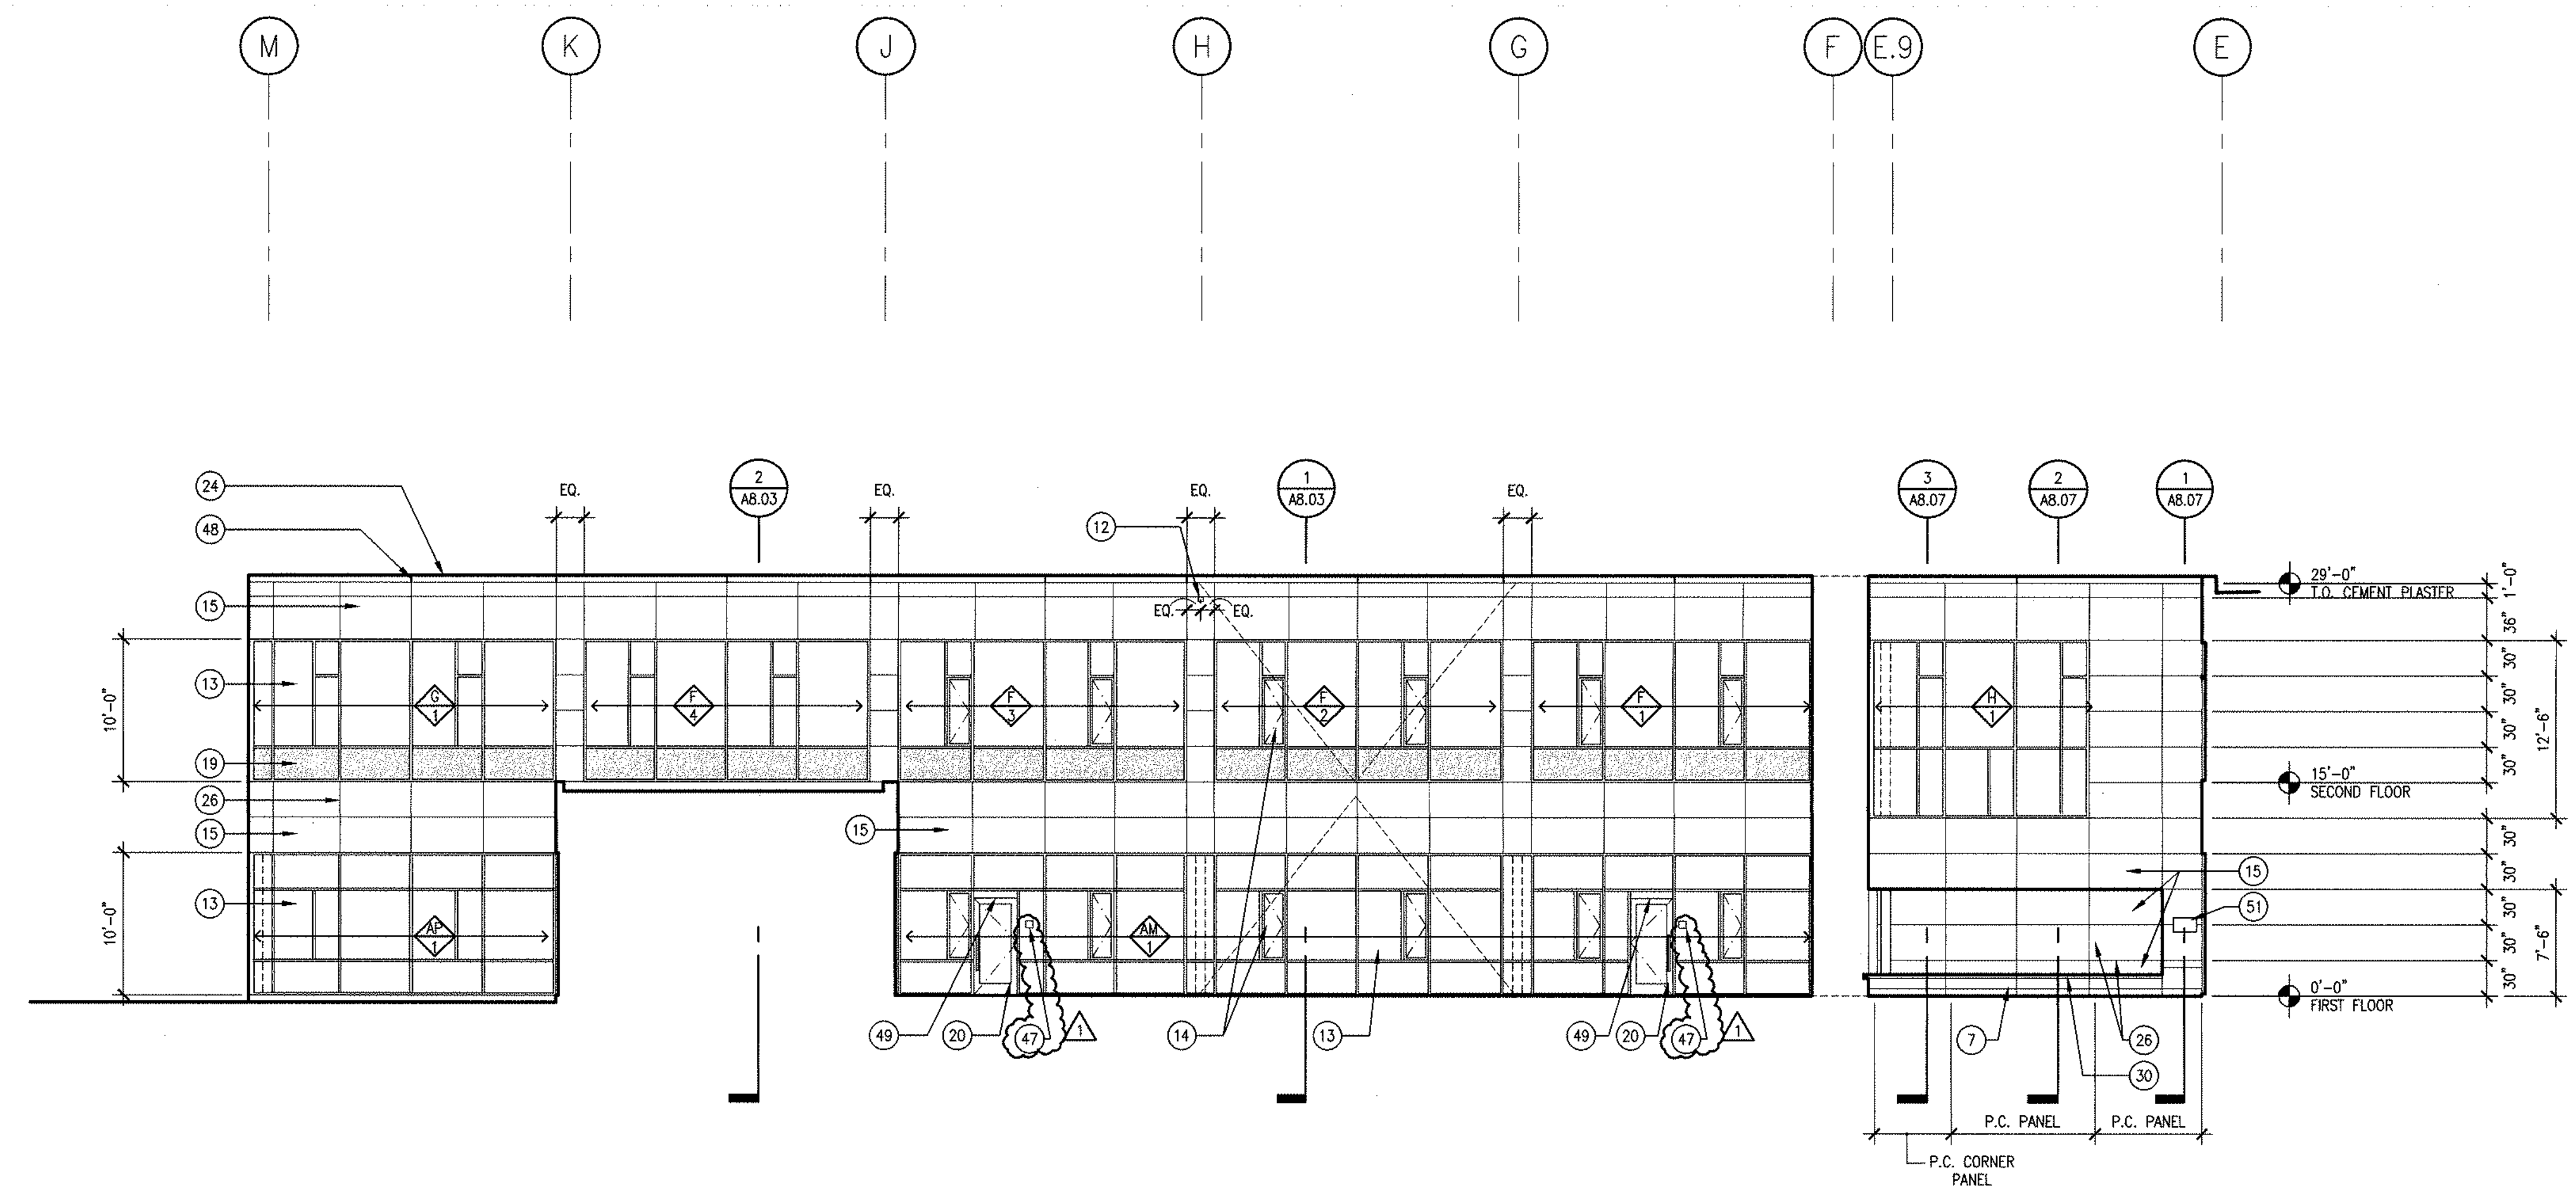 M K J H G F E.9 E
2
A8.03
1
A8.03
3
A8.07
2
A8.07
1
A8.07
24
EQ. EQ. EQ. EQ.
48
12
29'-0"
T.O. CEMENT PLASTER
1'-0"
15
EQ. EQ.
36"
13
10'-0"
G
1
F
4
F
3
F
2
F
1
H
1
30"
30"
30"
30"
12'-6"
19
15'-0"
SECOND FLOOR
26
15
15
30"
30"
15
13
10'-0"
AP
1
AM
1
51
30"
30"
30"
7'-6"
0'-0"
FIRST FLOOR
49 20 47 1 14 13 49 20 47 1 7 26
30
P.C. PANEL P.C. PANEL
P.C. CORNER
PANEL